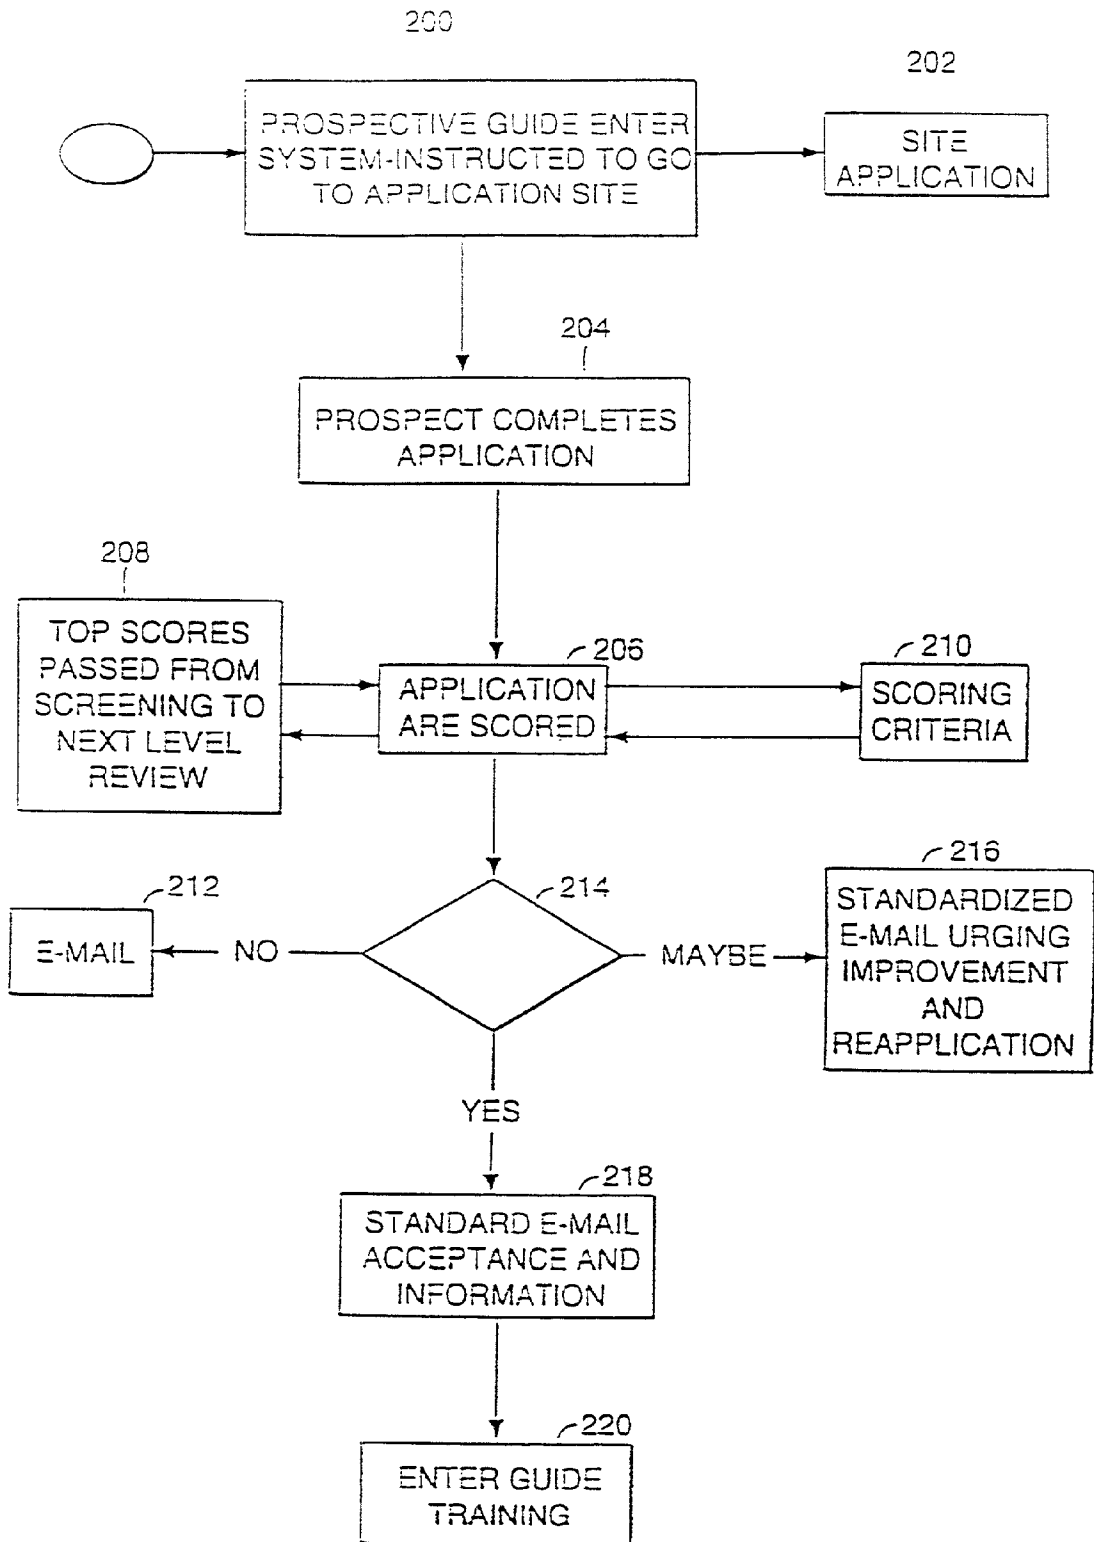 200
202
PROSPECTIVE GUIDE ENTER
SYSTEM-INSTRUCTED TO GO
TO APPLICATION SITE
SITE
APPLICATION
204
PROSPECT COMPLETES
APPLICATION
208
TOP SCORES
PASSED FROM
SCREENING TO
NEXT LEVEL
REVIEW
206
APPLICATION
ARE SCORED
210
SCORING
CRITERIA
212
E-MAIL
NO
214
MAYBE
216
STANDARDIZED
E-MAIL URGING
IMPROVEMENT
AND
REAPPLICATION
YES
218
STANDARD E-MAIL
ACCEPTANCE AND
INFORMATION
220
ENTER GUIDE
TRAINING